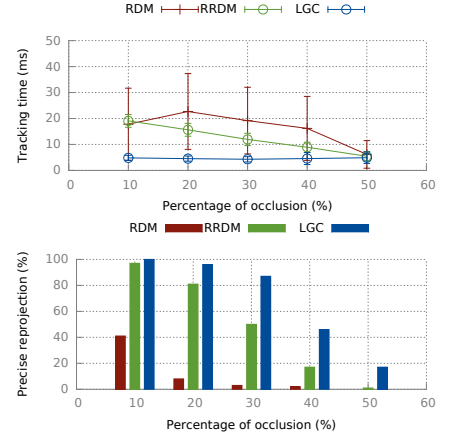 RDM RRDM LGC
50
40
30
20
10
0
Tracking time (ms)
0 10 20 30 40 50 60
Percentage of occlusion (%)
RDM RRDM LGC
100
80
60
40
20
0
Precise reprojection (%)
0 10 20 30 40 50 60
Percentage of occlusion (%)